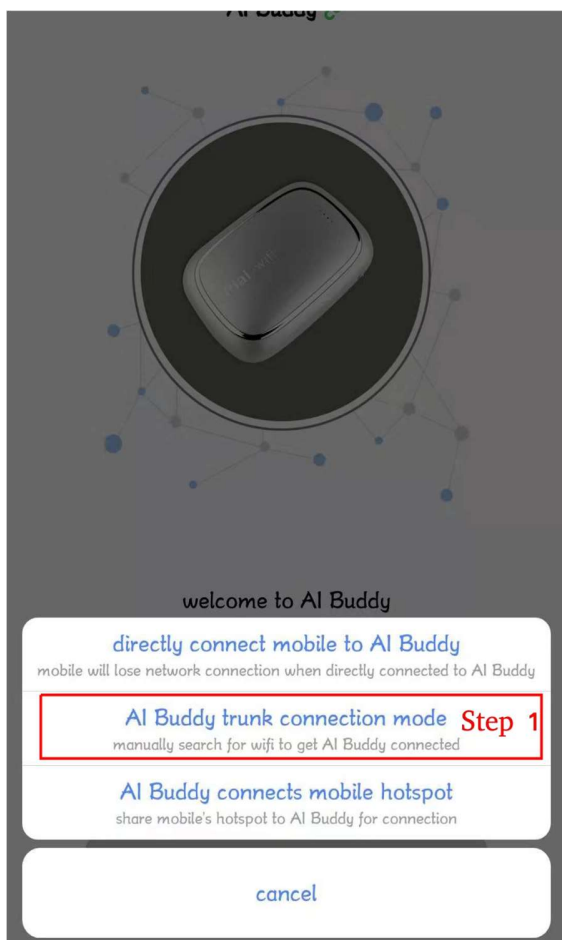 AI Buddy
welcome to AI Buddy
directly connect mobile to AI Buddy
mobile will lose network connection when directly connected to AI Buddy
AI Buddy trunk connection mode Step 1
manually search for wifi to get AI Buddy connected
AI Buddy connects mobile hotspot
share mobile's hotspot to AI Buddy for connection
cancel